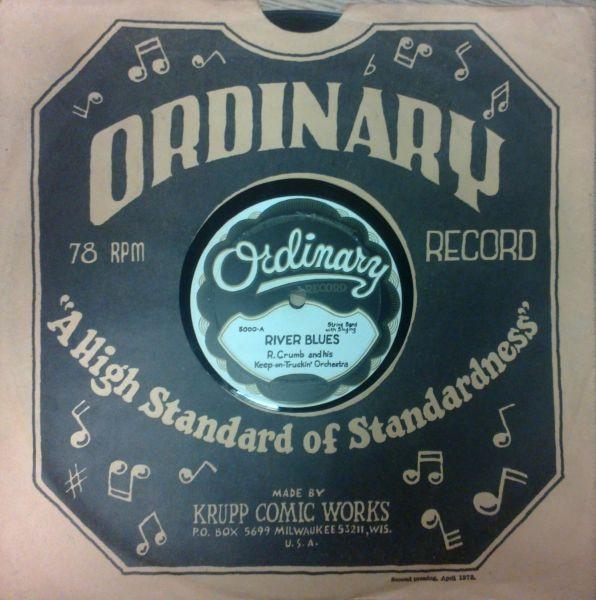 ORDINARY
78 RPM
RECORD
Ordinary
RECORD
5000-A
String Band
with Singing
RIVER BLUES
R. Crumb and his
Keep-on-Truckin' Orchestra
"A High Standard of Standardness"
MADE BY
KRUPP COMIC WORKS
P.O. BOX 5699 MILWAUKEE 53211, WIS.
U.S.A.
Second pressing, April 1973.